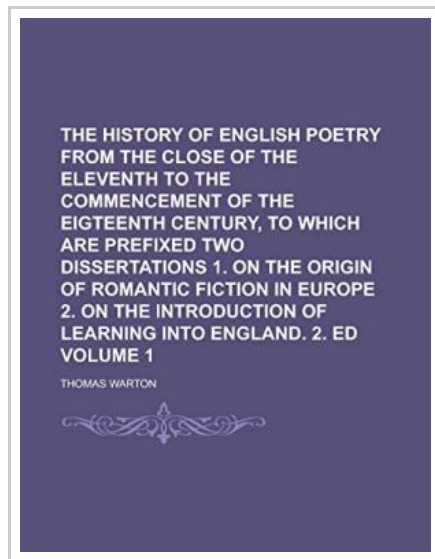 THE HISTORY OF ENGLISH POETRY
FROM THE CLOSE OF THE
ELEVENTH TO THE
COMMENCEMENT OF THE
EIGTEENTH CENTURY, TO WHICH
ARE PREFIXED TWO
DISSERTATIONS 1. ON THE ORIGIN
OF ROMANTIC FICTION IN EUROPE
2. ON THE INTRODUCTION OF
LEARNING INTO ENGLAND. 2. ED
VOLUME 1
THOMAS WARTON